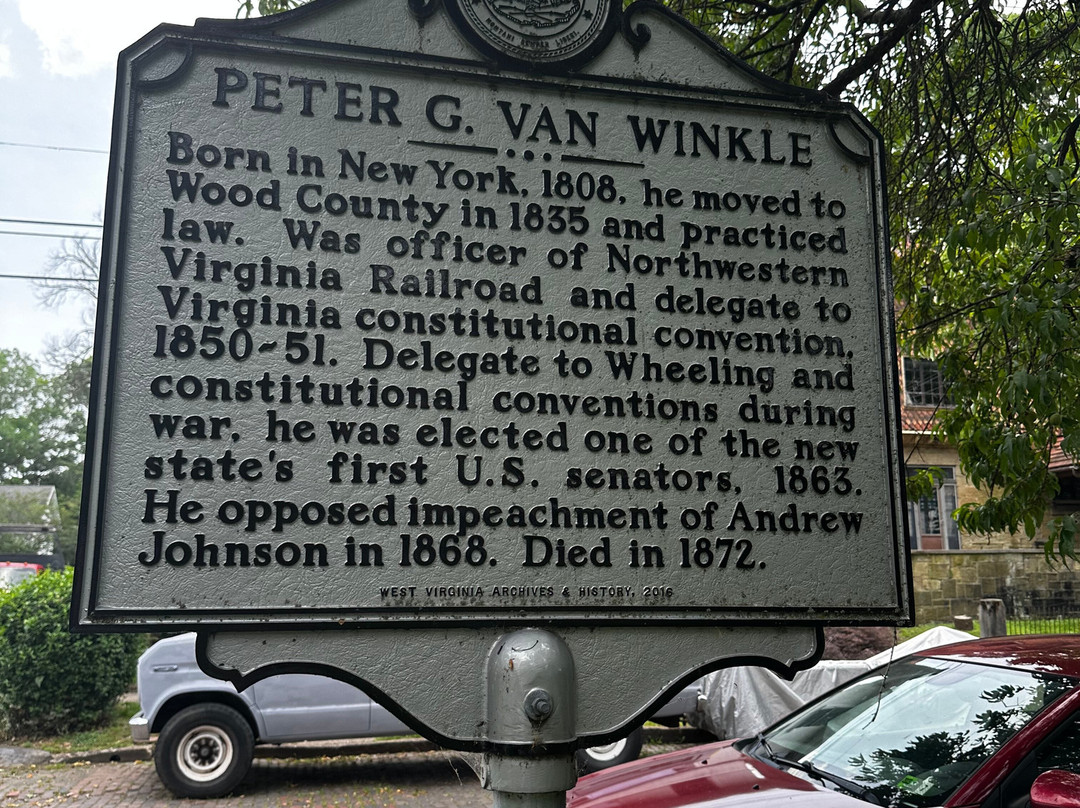 MONTANI SEMPER LIBERI
PETER G. VAN WINKLE
Born in New York, 1808, he moved to
Wood County in 1835 and practiced
law. Was officer of Northwestern
Virginia Railroad and delegate to
Virginia constitutional convention,
1850~51. Delegate to Wheeling and
constitutional conventions during
war, he was elected one of the new
state's first U.S. senators, 1863.
He opposed impeachment of Andrew
Johnson in 1868. Died in 1872.
WEST VIRGINIA ARCHIVES & HISTORY, 2016